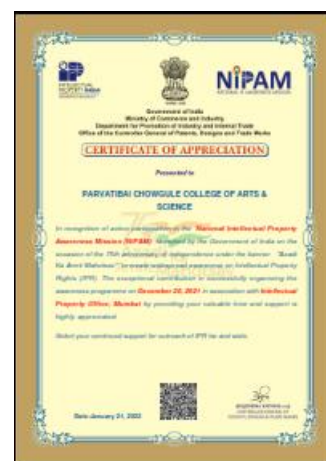 INTELLECTUAL
PROPERTY INDIA
NIPAM
Government of India
Ministry of Commerce and Industry
Department for Promotion of Industry and Internal Trade
Office of the Controller General of Patents, Designs and Trade Marks
CERTIFICATE OF APPRECIATION
Presented to
PARVATIBAI CHOWGULE COLLEGE OF ARTS &
SCIENCE
In recognition of active participation in the "National Intellectual Property
Awareness Mission (NIPAM)" launched by the Government of India on the
occasion of the 75th anniversary of independence under the banner "Azadi
Ka Amrit Mahotsav" to create widespread awareness on Intellectual Property
Rights (IPR). The exceptional contribution in successfully organizing the
awareness programme on December 20, 2021 in association with Intellectual
Property Office, Mumbai by providing your valuable time and support is
highly appreciated.
Solicit your continued support for outreach of IPR far and wide.
Date: January 21, 2022